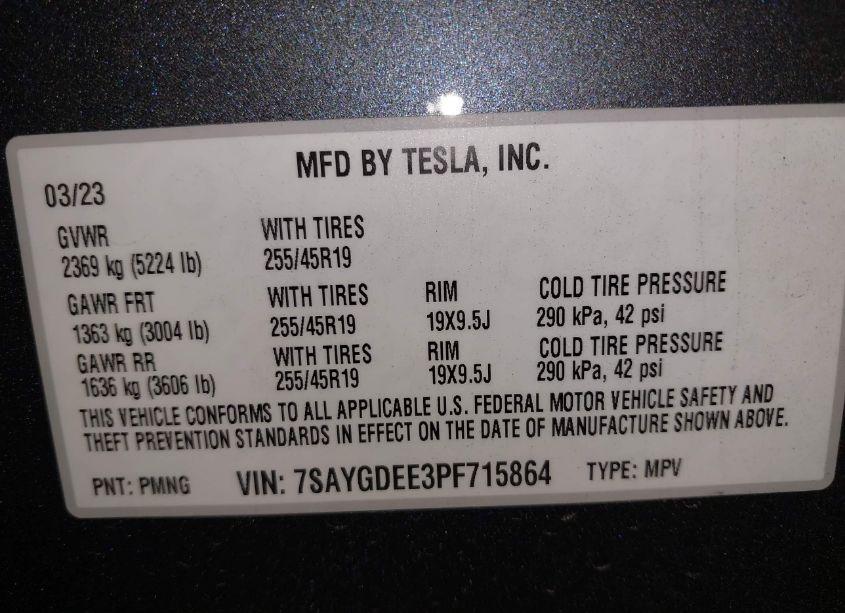 MFD BY TESLA, INC.
03/23
GVWR WITH TIRES
2369 kg (5224 lb) 255/45R19
GAWR FRT WITH TIRES RIM COLD TIRE PRESSURE
1363 kg (3004 lb) 255/45R19 19X9.5J 290 kPa, 42 psi
GAWR RR WITH TIRES RIM COLD TIRE PRESSURE
1636 kg (3606 lb) 255/45R19 19X9.5J 290 kPa, 42 psi
THIS VEHICLE CONFORMS TO ALL APPLICABLE U.S. FEDERAL MOTOR VEHICLE SAFETY AND
THEFT PREVENTION STANDARDS IN EFFECT ON THE DATE OF MANUFACTURE SHOWN ABOVE.
PNT: PMNG VIN: 7SAYGDEE3PF715864 TYPE: MPV